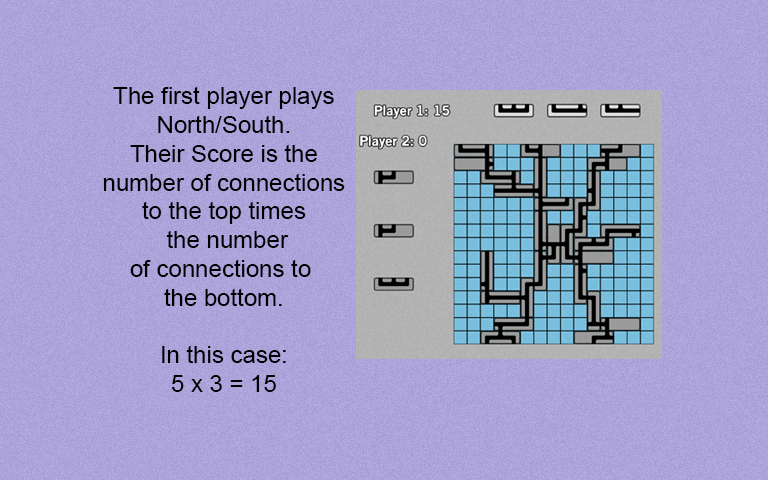 The first player plays
North/South.
Their Score is the
number of connections
to the top times
the number
of connections to
the bottom.
In this case:
5 x 3 = 15
Player 1: 15
Player 2: 0